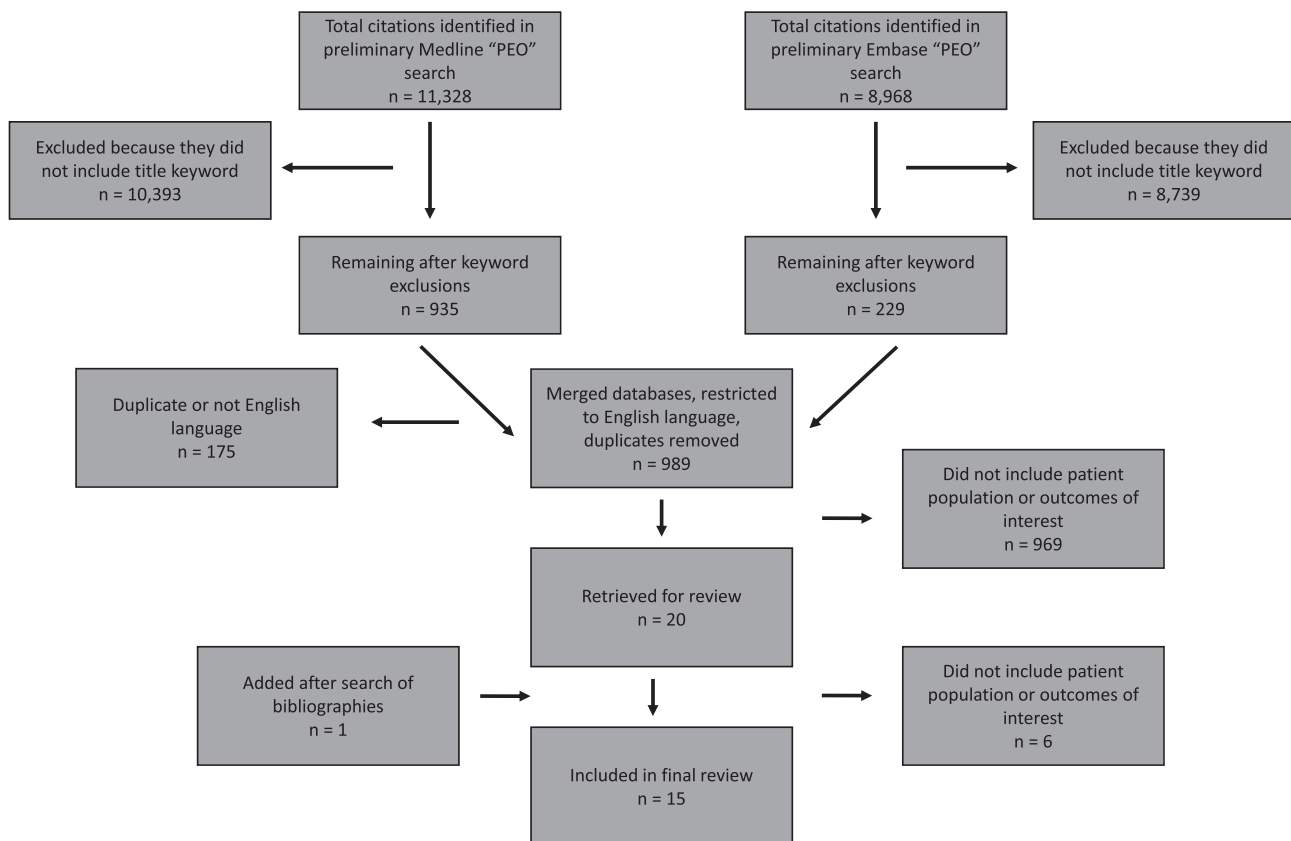 Total citations identified in
preliminary Medline “PEO”
search
n = 11,328
Total citations identified in
preliminary Embase “PEO”
search
n = 8,968
Excluded because they did
not include title keyword
n = 10,393
Excluded because they did
not include title keyword
n = 8,739
Remaining after keyword
exclusions
n = 935
Remaining after keyword
exclusions
n = 229
Duplicate or not English
language
n = 175
Merged databases, restricted
to English language,
duplicates removed
n = 989
Did not include patient
population or outcomes of
interest
n = 969
Retrieved for review
n = 20
Added after search of
bibliographies
n = 1
Did not include patient
population or outcomes of
interest
n = 6
Included in final review
n = 15